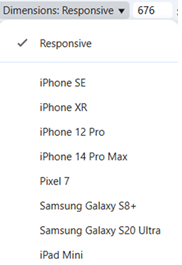 Dimensions: Responsive ▼ 676
✓ Responsive
iPhone SE
iPhone XR
iPhone 12 Pro
iPhone 14 Pro Max
Pixel 7
Samsung Galaxy S8+
Samsung Galaxy S20 Ultra
iPad Mini